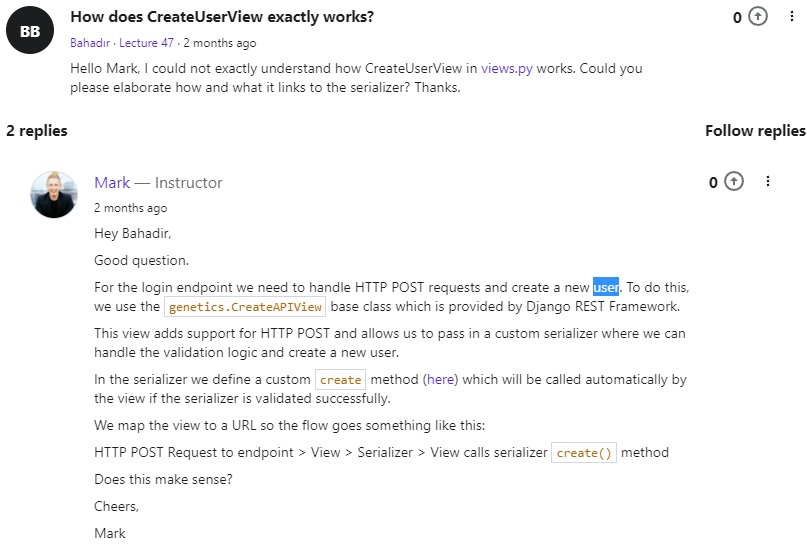 BB
How does CreateUserView exactly works?
0
Bahadır · Lecture 47 · 2 months ago
Hello Mark, I could not exactly understand how CreateUserView in views.py works. Could you
please elaborate how and what it links to the serializer? Thanks.
2 replies
Follow replies
Mark — Instructor
0
2 months ago
Hey Bahadir,
Good question.
For the login endpoint we need to handle HTTP POST requests and create a new user. To do this,
we use the genetics.CreateAPIView base class which is provided by Django REST Framework.
This view adds support for HTTP POST and allows us to pass in a custom serializer where we can
handle the validation logic and create a new user.
In the serializer we define a custom create method (here) which will be called automatically by
the view if the serializer is validated successfully.
We map the view to a URL so the flow goes something like this:
HTTP POST Request to endpoint > View > Serializer > View calls serializer create() method
Does this make sense?
Cheers,
Mark